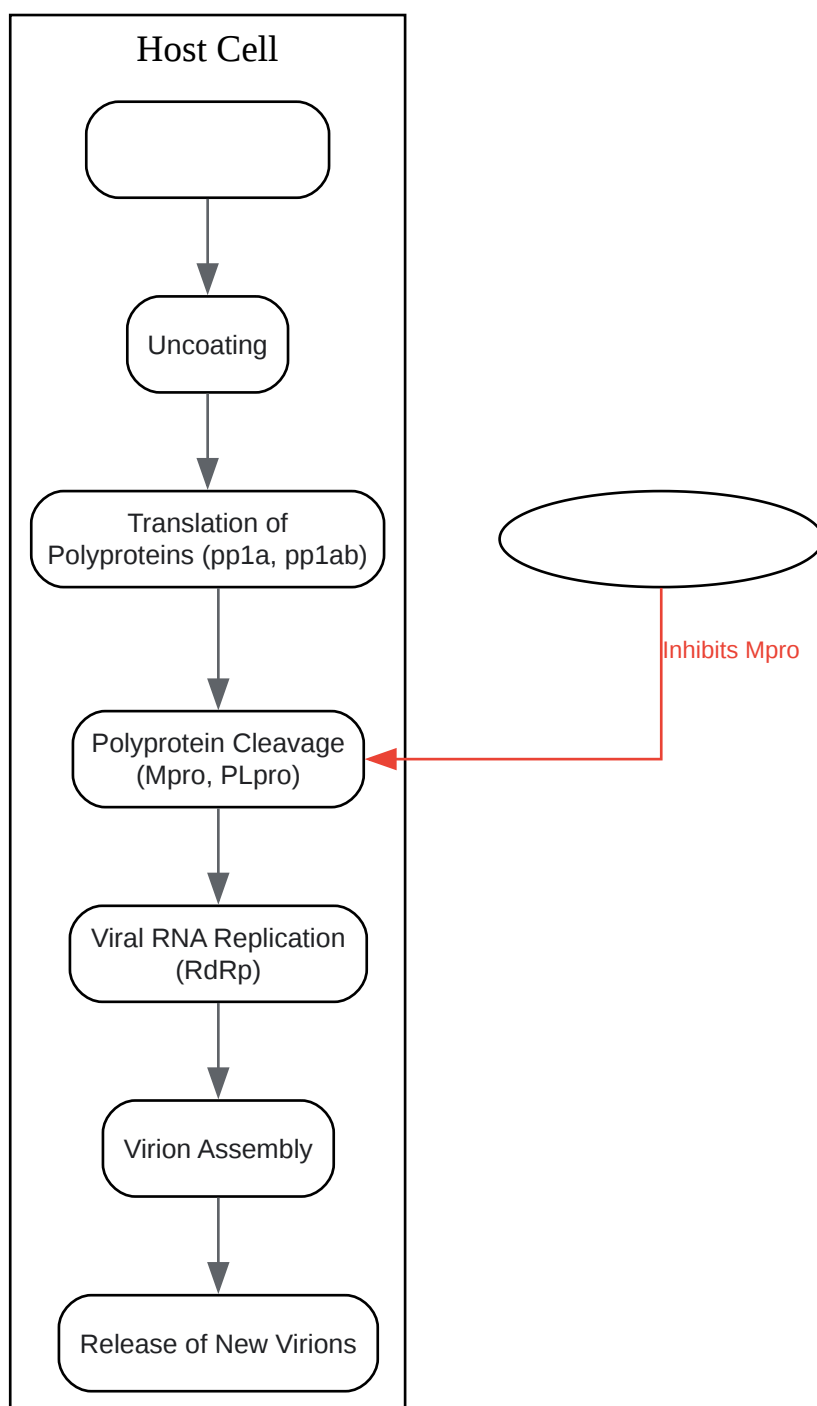 Host Cell
Uncoating
Translation of
Polyproteins (pp1a, pp1ab)
Inhibits Mpro
Polyprotein Cleavage
(Mpro, PLpro)
Viral RNA Replication
(RdRp)
Virion Assembly
Release of New Virions